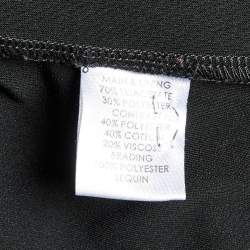 MAIN & LINING
70% TRIACETATE
30% POLYESTER
CONTRAST
40% POLYESTER
40% COTTON
20% VISCOSE
BEADING
100% POLYESTER
SEQUIN